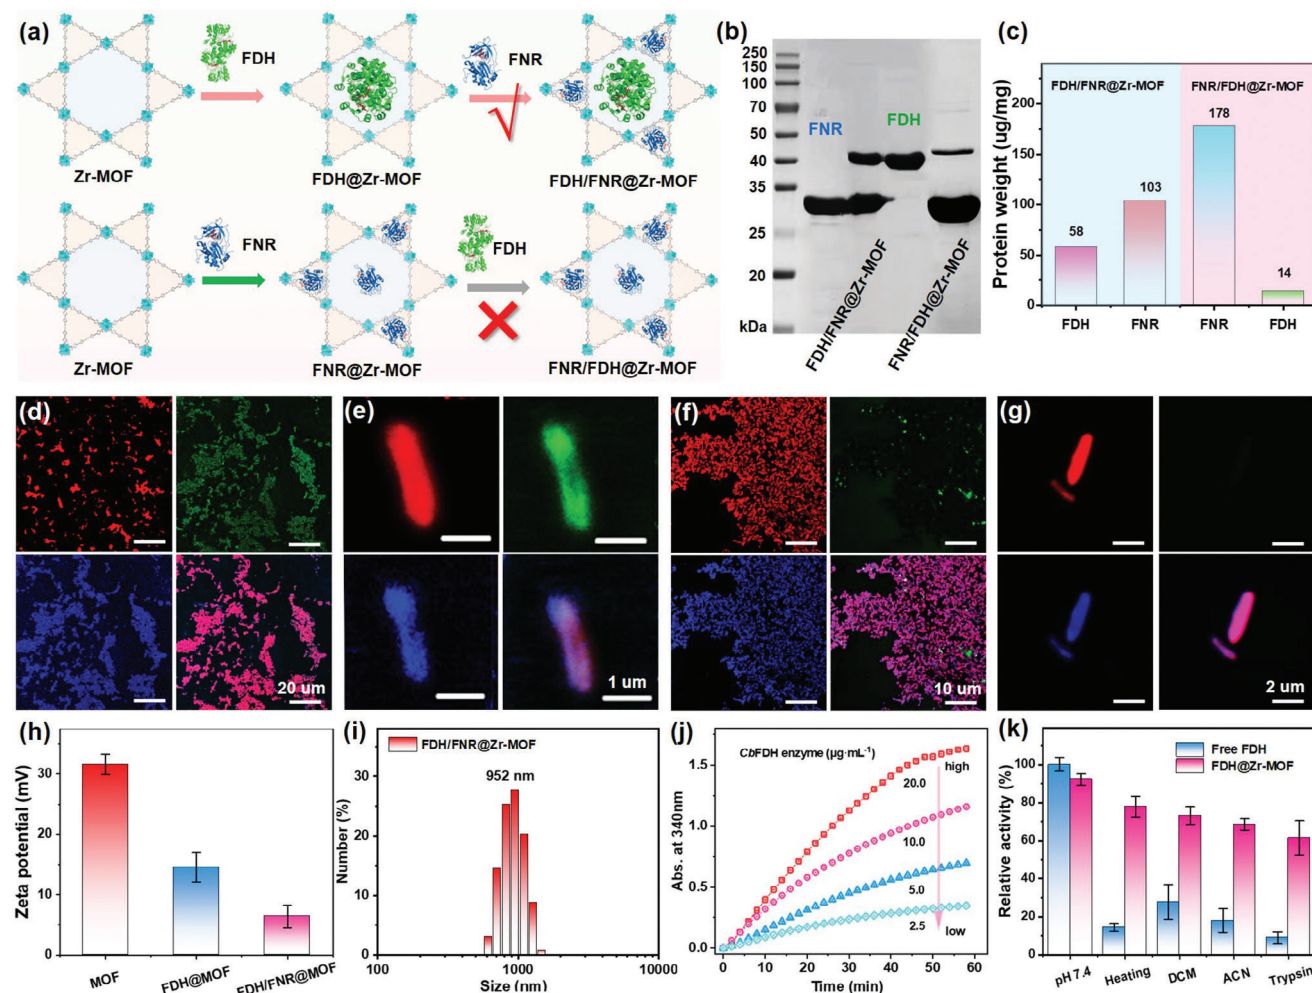 (a)
FDH
FNR
Zr-MOF
FDH@Zr-MOF
FDH/FNR@Zr-MOF
FNR
FDH
Zr-MOF
FNR@Zr-MOF
FNR/FDH@Zr-MOF
(b)
250
150
100
70
50
40
35
25
20
kDa
FNR
FDH
FDH/FNR@Zr-MOF
FNR/FDH@Zr-MOF
(c)
Protein weight (ug/mg)
200
150
100
50
0
FDH/FNR@Zr-MOF
FNR/FDH@Zr-MOF
58
103
178
14
FDH
FNR
FNR
FDH
(d)
20 um
(e)
1 um
(f)
10 um
(g)
2 um
(h)
Zeta potential (mV)
30
20
10
0
MOF
FDH@MOF
FDH/FNR@MOF
(i)
FDH/FNR@Zr-MOF
952 nm
Number (%)
30
20
10
0
100
1000
10000
Size (nm)
(j)
CbFDH enzyme (µg·mL⁻¹)
high
20.0
10.0
5.0
2.5
low
Abs. at 340nm
1.5
1.0
0.5
0.0
0 10 20 30 40 50 60
Time (min)
(k)
Free FDH
FDH@Zr-MOF
Relative activity (%)
100
80
60
40
20
0
pH 7.4
Heating
DCM
ACN
Trypsin